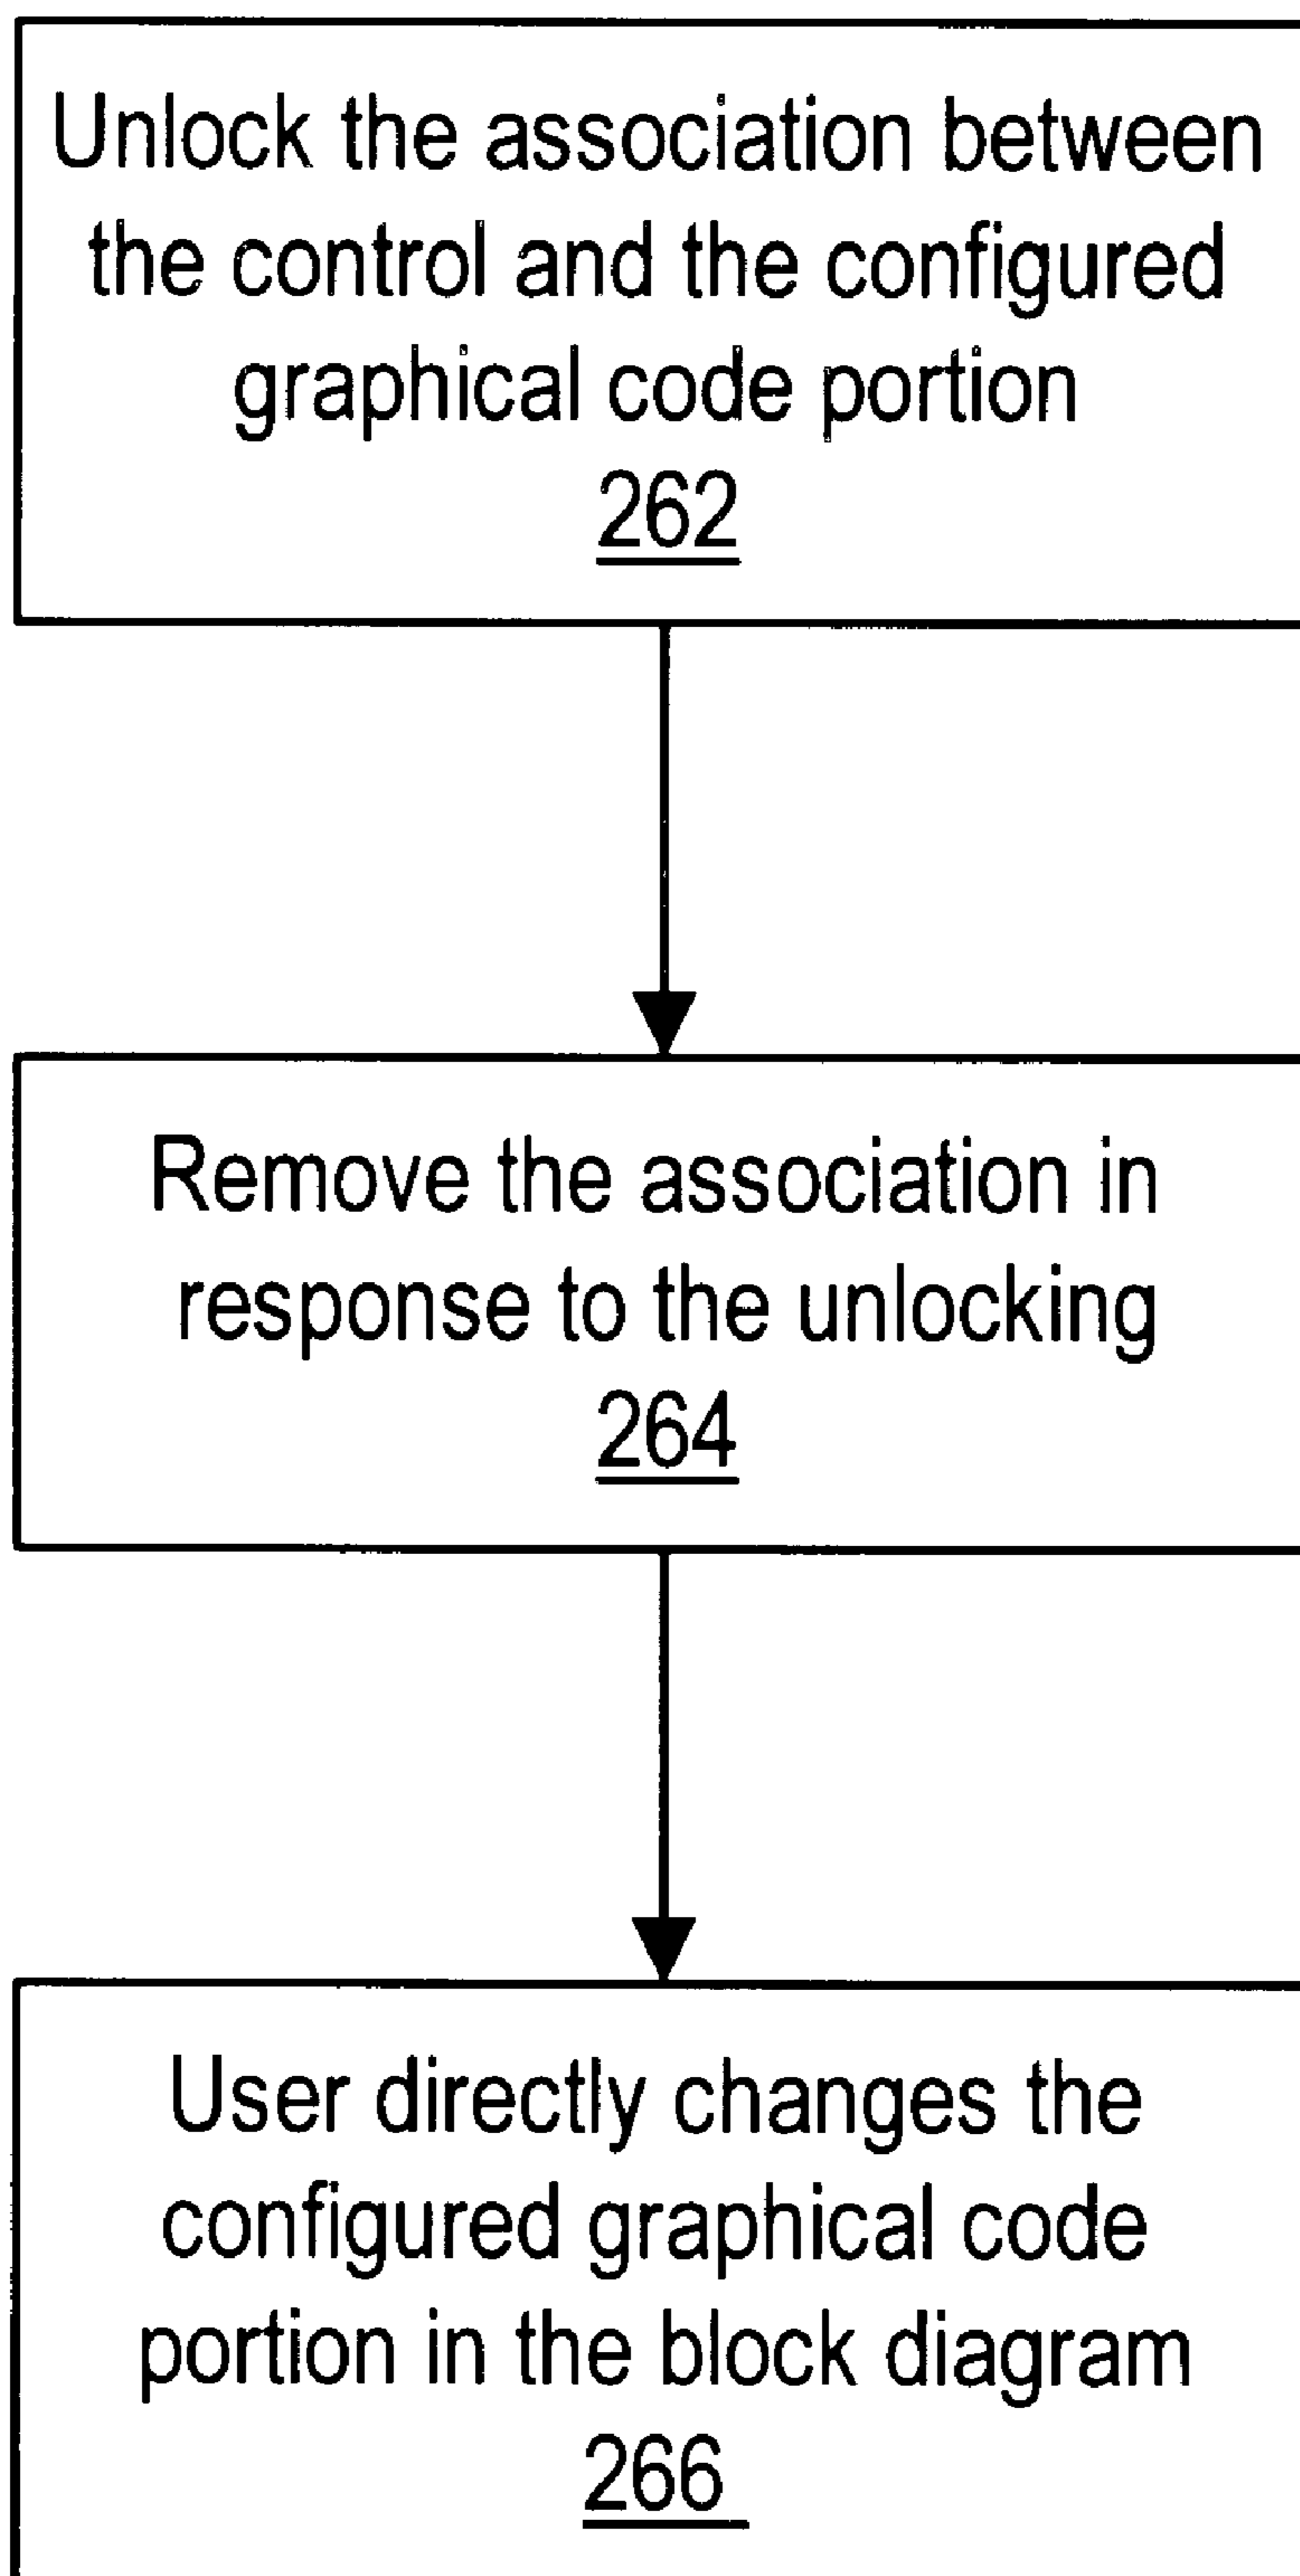 Unlock the association between
the control and the configured
graphical code portion
262
Remove the association in
response to the unlocking
264
User directly changes the
configured graphical code
portion in the block diagram
266